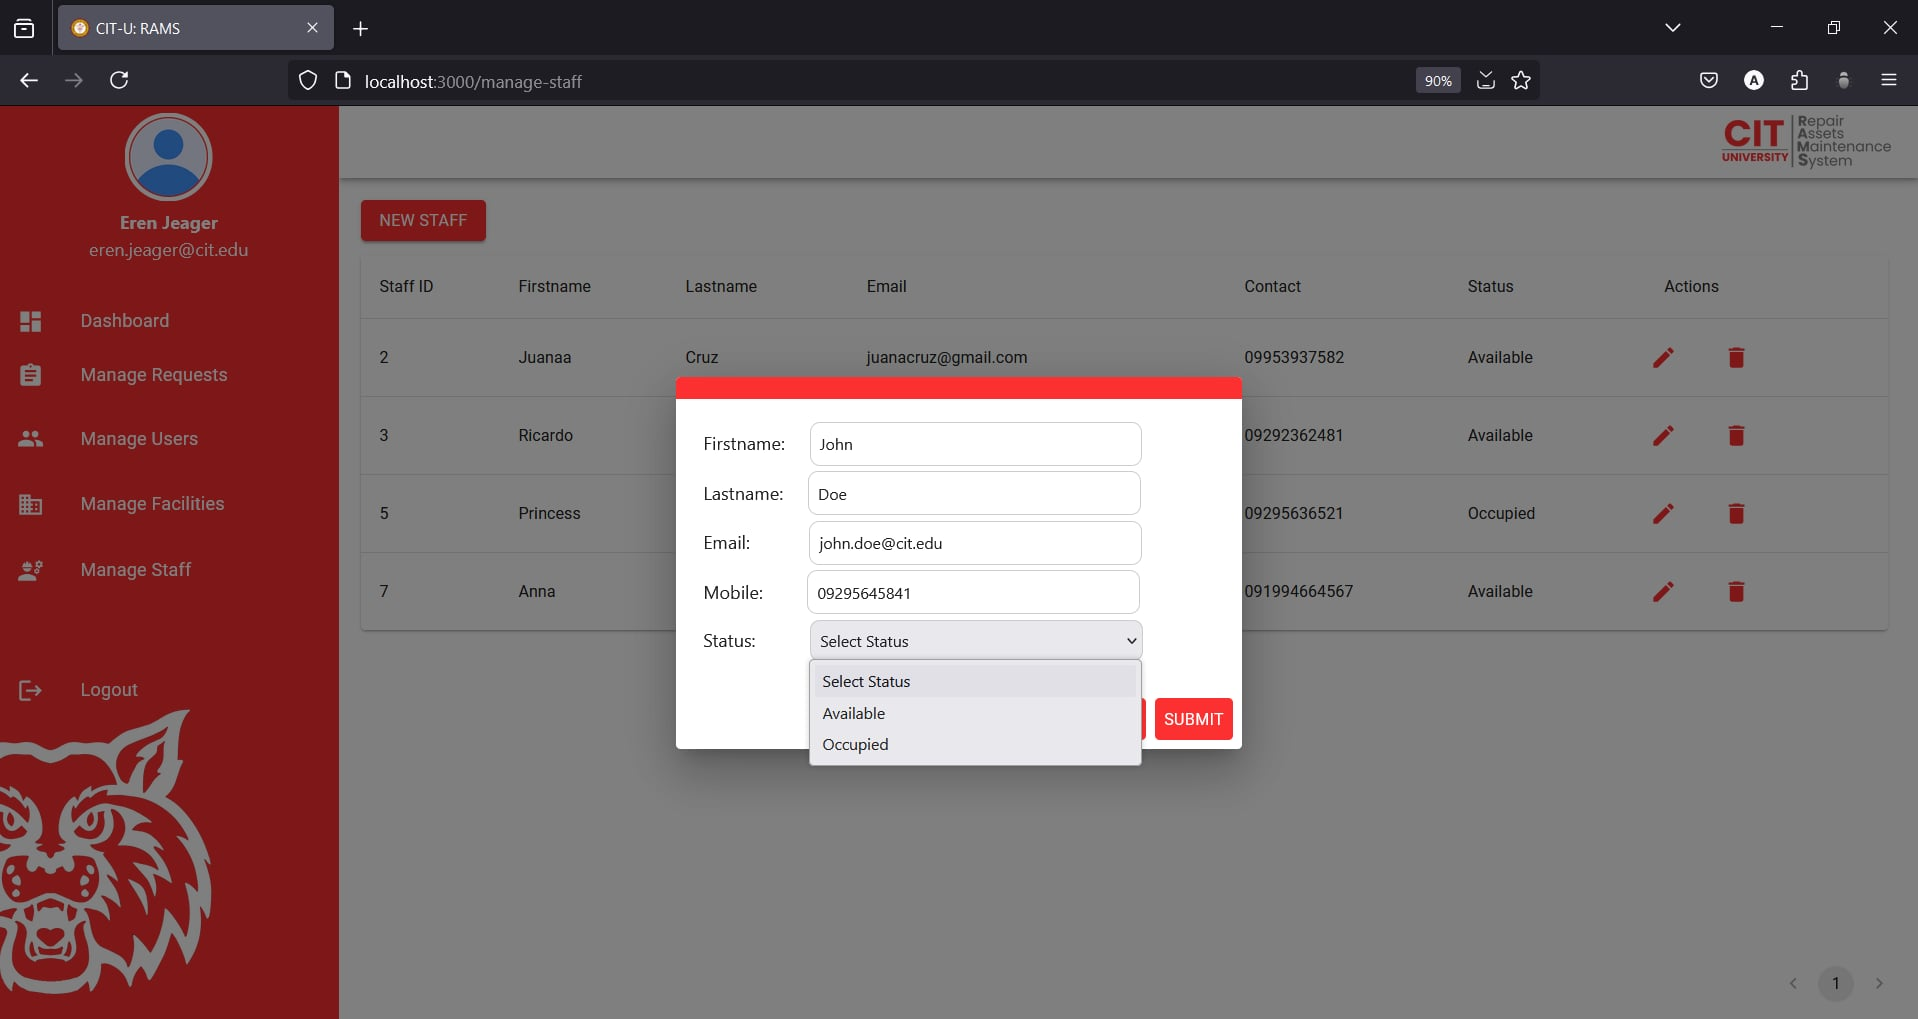 CIT-U: RAMS
localhost:3000/manage-staff
90%
A
CIT
UNIVERSITY
Repair
Assets
Maintenance
System
Eren Jeager
eren.jeager@cit.edu
Dashboard
Manage Requests
Manage Users
Manage Facilities
Manage Staff
Logout
NEW STAFF
Staff ID Firstname Lastname Email Contact Status Actions
2 Juanaa Cruz juanacruz@gmail.com 09953937582 Available
3 Ricardo 09292362481 Available
5 Princess 09295636521 Occupied
7 Anna 091994664567 Available
Firstname: John
Lastname: Doe
Email: john.doe@cit.edu
Mobile: 09295645841
Status: Select Status
Select Status
Available
Occupied
SUBMIT
1